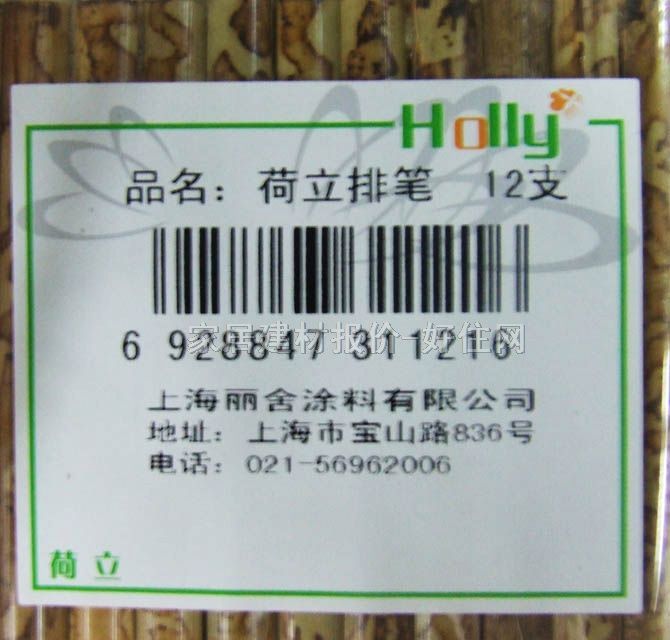 Holly
品名：荷立排笔 12支
家居建材报价-好住网
6 928847 311216
上海丽舍涂料有限公司
地址：上海市宝山路836号
电话：021-56962006
荷立